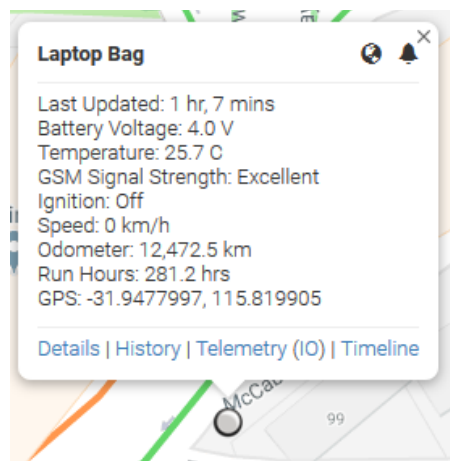 Laptop Bag
Last Updated: 1 hr, 7 mins
Battery Voltage: 4.0 V
Temperature: 25.7 C
GSM Signal Strength: Excellent
Ignition: Off
Speed: 0 km/h
Odometer: 12,472.5 km
Run Hours: 281.2 hrs
GPS: -31.9477997, 115.819905
Details | History | Telemetry (IO) | Timeline
99